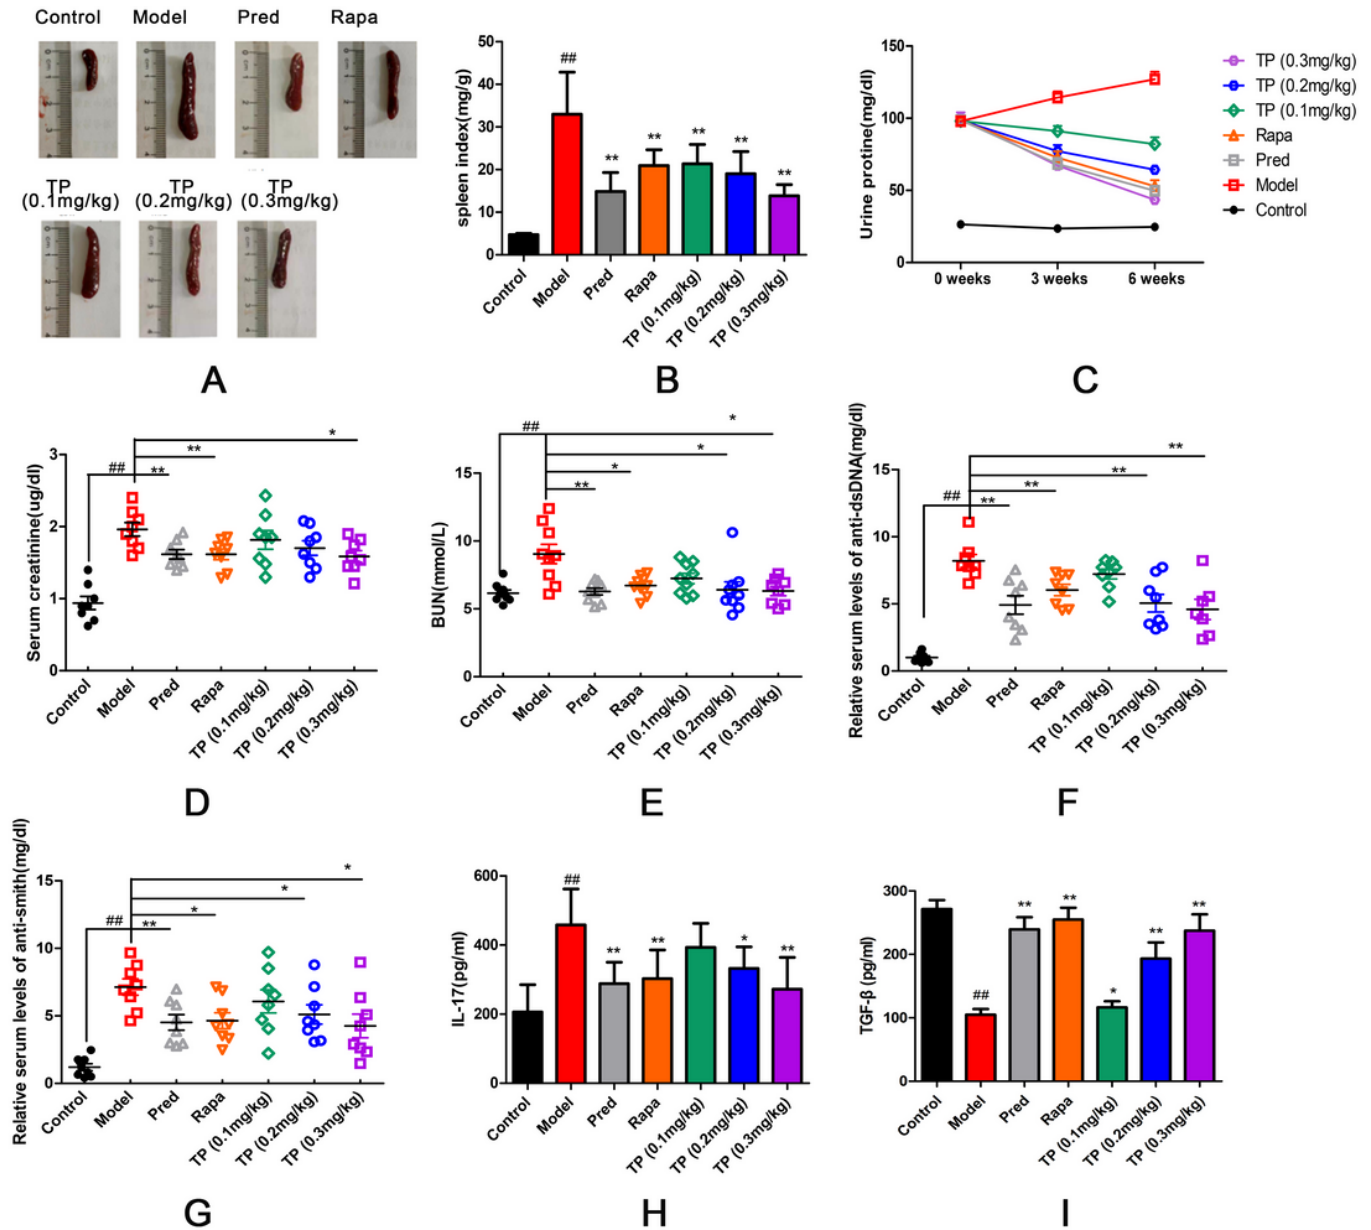 Control Model Pred Rapa
TP (0.1mg/kg) TP (0.2mg/kg) TP (0.3mg/kg)
A
spleen index(mg/g)
50
40
30
20
10
0
##
**
**
**
**
**
Control
Model
Pred
Rapa
TP (0.1mg/kg)
TP (0.2mg/kg)
TP (0.3mg/kg)
B
Urine protine(mg/dl)
150
100
50
0
0 weeks 3 weeks 6 weeks
TP (0.3mg/kg)
TP (0.2mg/kg)
TP (0.1mg/kg)
Rapa
Pred
Model
Control
C
Serum creatinine(ug/dl)
3
2
1
0
##
**
**
*
Control
Model
Pred
Rapa
TP (0.1mg/kg)
TP (0.2mg/kg)
TP (0.3mg/kg)
D
BUN(mmol/L)
15
10
5
0
##
**
*
*
*
Control
Model
Pred
Rapa
TP (0.1mg/kg)
TP (0.2mg/kg)
TP (0.3mg/kg)
E
Relative serum levels of anti-dsDNA(mg/dl)
15
10
5
0
##
**
**
**
**
Control
Model
Pred
Rapa
TP (0.1mg/kg)
TP (0.2mg/kg)
TP (0.3mg/kg)
F
Relative serum levels of anti-smith(mg/dl)
15
10
5
0
##
**
*
*
*
Control
Model
Pred
Rapa
TP (0.1mg/kg)
TP (0.2mg/kg)
TP (0.3mg/kg)
G
IL-17(pg/ml)
600
400
200
0
##
**
**
*
**
Control
Model
Pred
Rapa
TP (0.1mg/kg)
TP (0.2mg/kg)
TP (0.3mg/kg)
H
TGF-β (pg/ml)
300
200
100
0
##
**
**
*
**
**
Control
Model
Pred
Rapa
TP (0.1mg/kg)
TP (0.2mg/kg)
TP (0.3mg/kg)
I